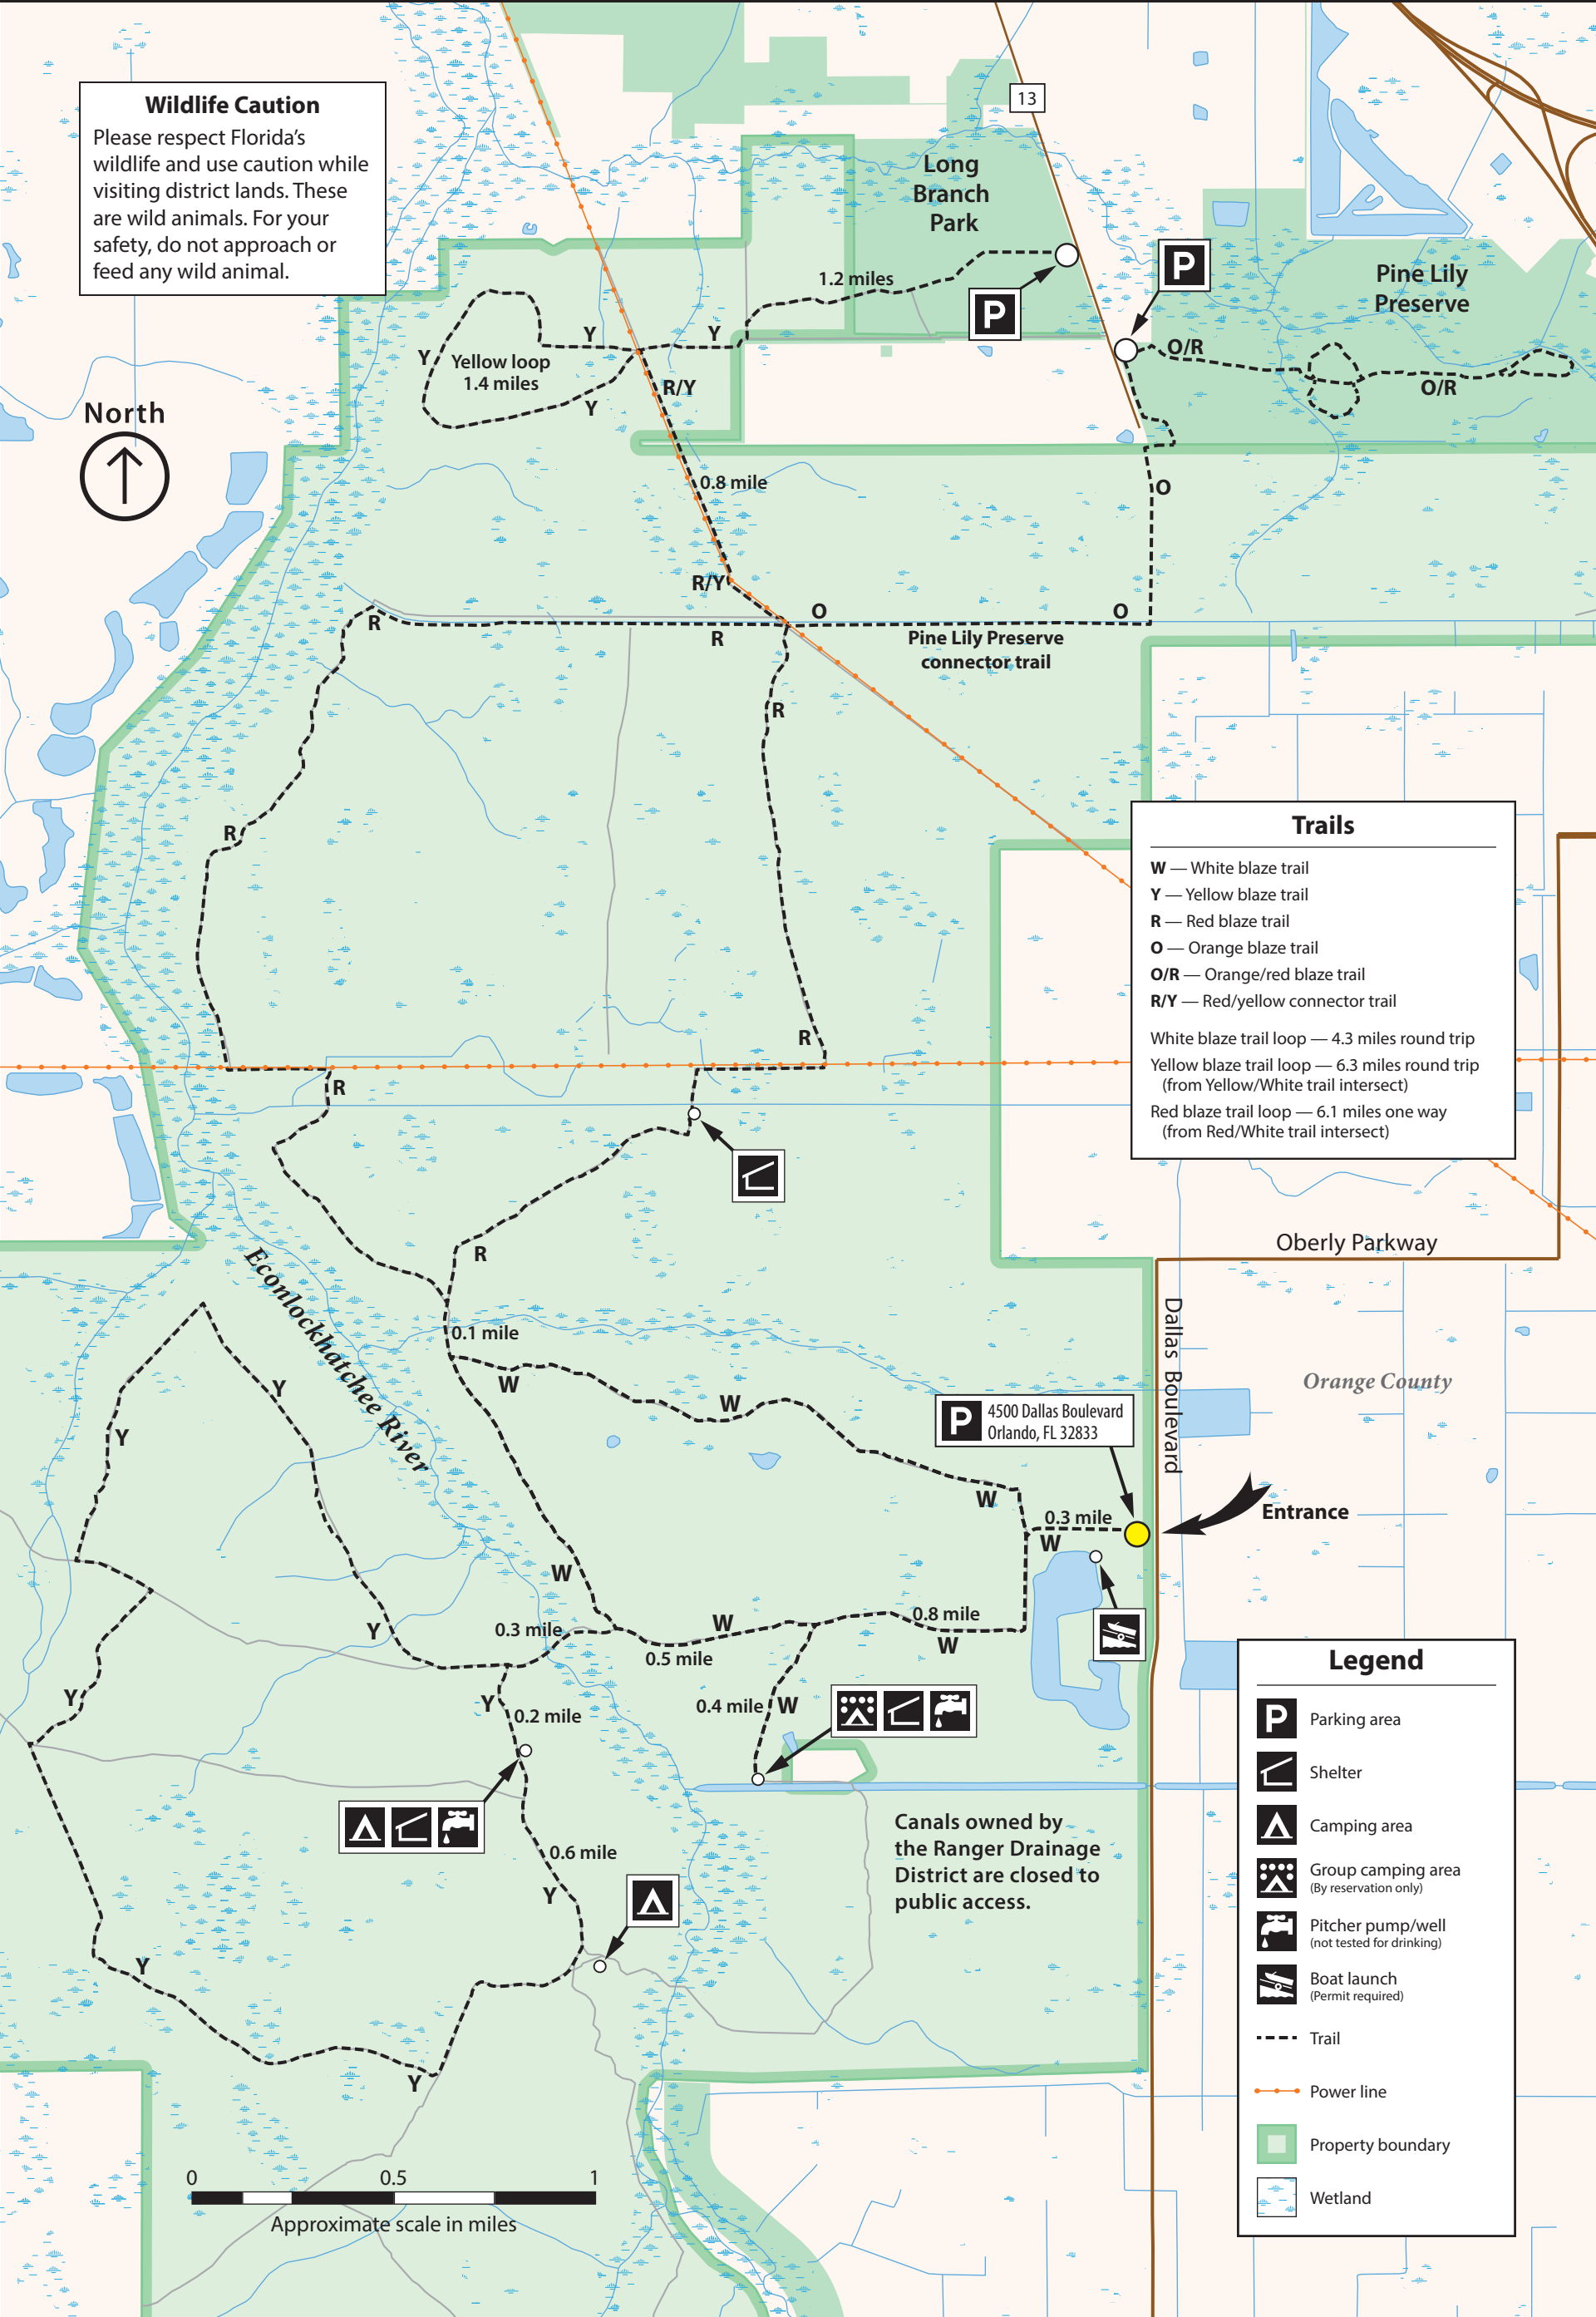 Wildlife Caution
Please respect Florida's
wildlife and use caution while
visiting district lands. These
are wild animals. For your
safety, do not approach or
feed any wild animal.
13
Long
Branch
Park
P
P
Pine Lily
Preserve
1.2 miles
Y
Y
Y
Yellow loop
1.4 miles
Y
O/R
O/R
R/Y
North
0.8 mile
O
R/Y
O
O
R
R
Pine Lily Preserve
connector trail
R
R
R
R
Trails
W — White blaze trail
Y — Yellow blaze trail
R — Red blaze trail
O — Orange blaze trail
O/R — Orange/red blaze trail
R/Y — Red/yellow connector trail
White blaze trail loop — 4.3 miles round trip
Yellow blaze trail loop — 6.3 miles round trip
(from Yellow/White trail intersect)
Red blaze trail loop — 6.1 miles one way
(from Red/White trail intersect)
R
Oberly Parkway
Dallas Boulevard
Econlockhatchee River
0.1 mile
W
W
Y
Y
Orange County
P
4500 Dallas Boulevard
Orlando, FL 32833
W
0.3 mile
W
Entrance
W
0.3 mile
W
0.8 mile
W
0.5 mile
Y
Y
Y
0.2 mile
0.4 mile
W
0.6 mile
Y
Canals owned by
the Ranger Drainage
District are closed to
public access.
Y
Y
Legend
P
Parking area
Shelter
Camping area
Group camping area
(By reservation only)
Pitcher pump/well
(not tested for drinking)
Boat launch
(Permit required)
Trail
Power line
Property boundary
Wetland
0
0.5
1
Approximate scale in miles